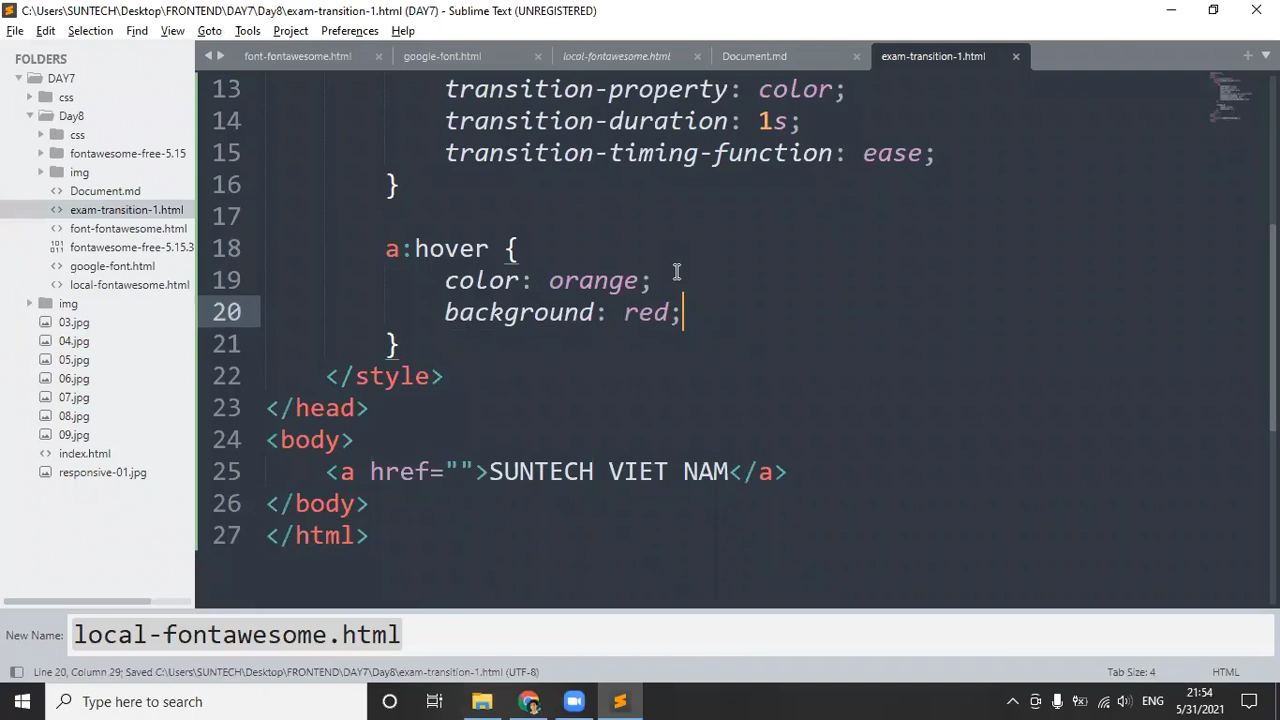 C:\Users\SUNTECH\Desktop\FRONTEND\DAY7\Day8\exam-transition-1.html (DAY7) - Sublime Text (UNREGISTERED)
File Edit Selection Find View Goto Tools Project Preferences Help
FOLDERS
DAY7
css
Day8
css
fontawesome-free-5.15
img
Document.md
exam-transition-1.html
font-fontawesome.html
fontawesome-free-5.15.3
google-font.html
local-fontawesome.html
img
03.jpg
04.jpg
05.jpg
06.jpg
07.jpg
08.jpg
09.jpg
index.html
responsive-01.jpg
font-fontawesome.html google-font.html local-fontawesome.html Document.md exam-transition-1.html
13 transition-property: color;
14 transition-duration: 1s;
15 transition-timing-function: ease;
16 }
17
18 a:hover {
19 color: orange;
20 background: red;
21 }
22 </style>
23 </head>
24 <body>
25 <a href="">SUNTECH VIET NAM</a>
26 </body>
27 </html>
New Name: local-fontawesome.html
Line 20, Column 29; Saved C:\Users\SUNTECH\Desktop\FRONTEND\DAY7\Day8\exam-transition-1.html (UTF-8) Tab Size: 4 HTML
Type here to search
ENG
21:54
5/31/2021